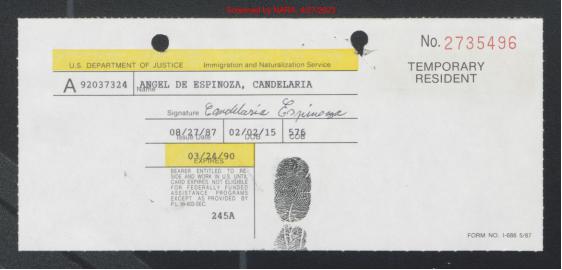 Scanned by NARA, 4/27/2023
No. 2735496
U.S. DEPARTMENT OF JUSTICE Immigration and Naturalization Service
TEMPORARY
RESIDENT
A 92037324 ANGEL DE ESPINOZA, CANDELARIA
Name
Signature Candelaria Espinoza
08/27/87 02/02/15 576
Issue Date DOB COB
03/24/90
EXPIRES
BEARER ENTITLED TO RE-
SIDE AND WORK IN U.S. UNTIL
CARD EXPIRES NOT ELIGIBLE
FOR FEDERALLY FUNDED
ASSISTANCE PROGRAMS
EXCEPT AS PROVIDED BY
P.L. 99-603 SEC.
245A
FORM NO. I-688 5/87